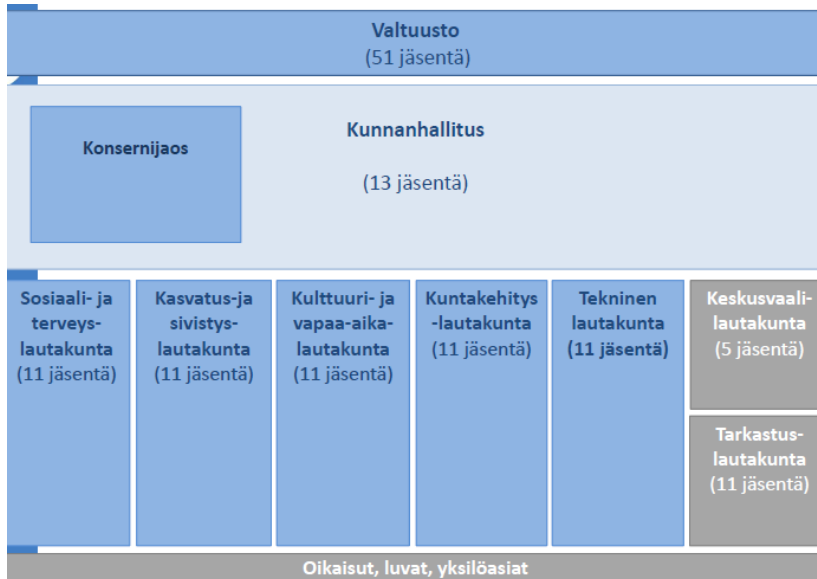 Valtuusto
(51 jäsentä)
Konsernijaos
Kunnanhallitus
(13 jäsentä)
Sosiaali- ja
terveys-
lautakunta
(11 jäsentä)
Kasvatus-ja
sivistys-
lautakunta
(11 jäsentä)
Kulttuuri- ja
vapaa-aika-
lautakunta
(11 jäsentä)
Kuntakehitys
-lautakunta
(11 jäsentä)
Tekninen
lautakunta
(11 jäsentä)
Keskusvaali-
lautakunta
(5 jäsentä)
Tarkastus-
lautakunta
(11 jäsentä)
Oikaisut, luvat, yksilöasiat